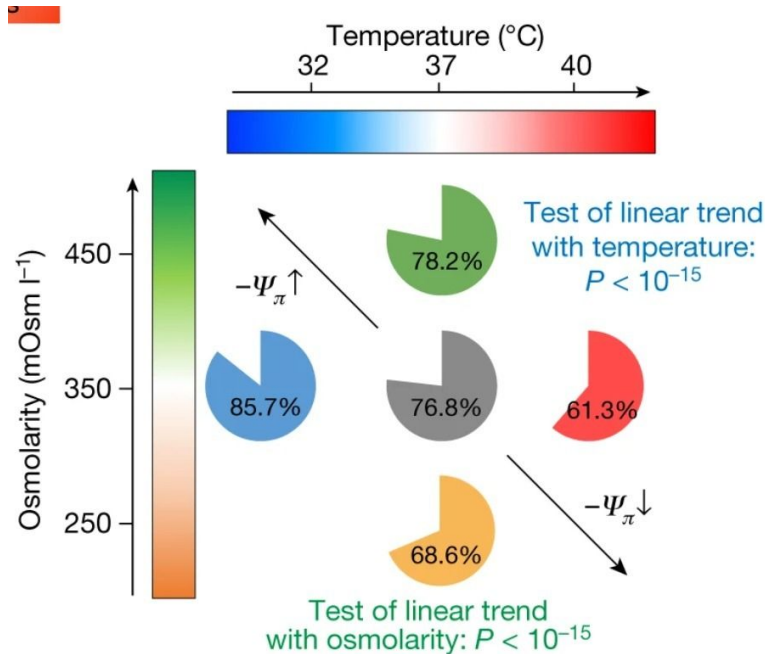 Temperature (°C)
32 37 40
Osmolarity (mOsm l⁻¹)
450
350
250
Test of linear trend
with temperature:
P < 10⁻¹⁵
−Ψπ↑
78.2%
85.7%
76.8%
61.3%
−Ψπ↓
68.6%
Test of linear trend
with osmolarity: P < 10⁻¹⁵